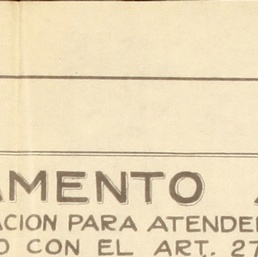 AMENTO
ACION PARA ATENDE
O CON EL ART. 27